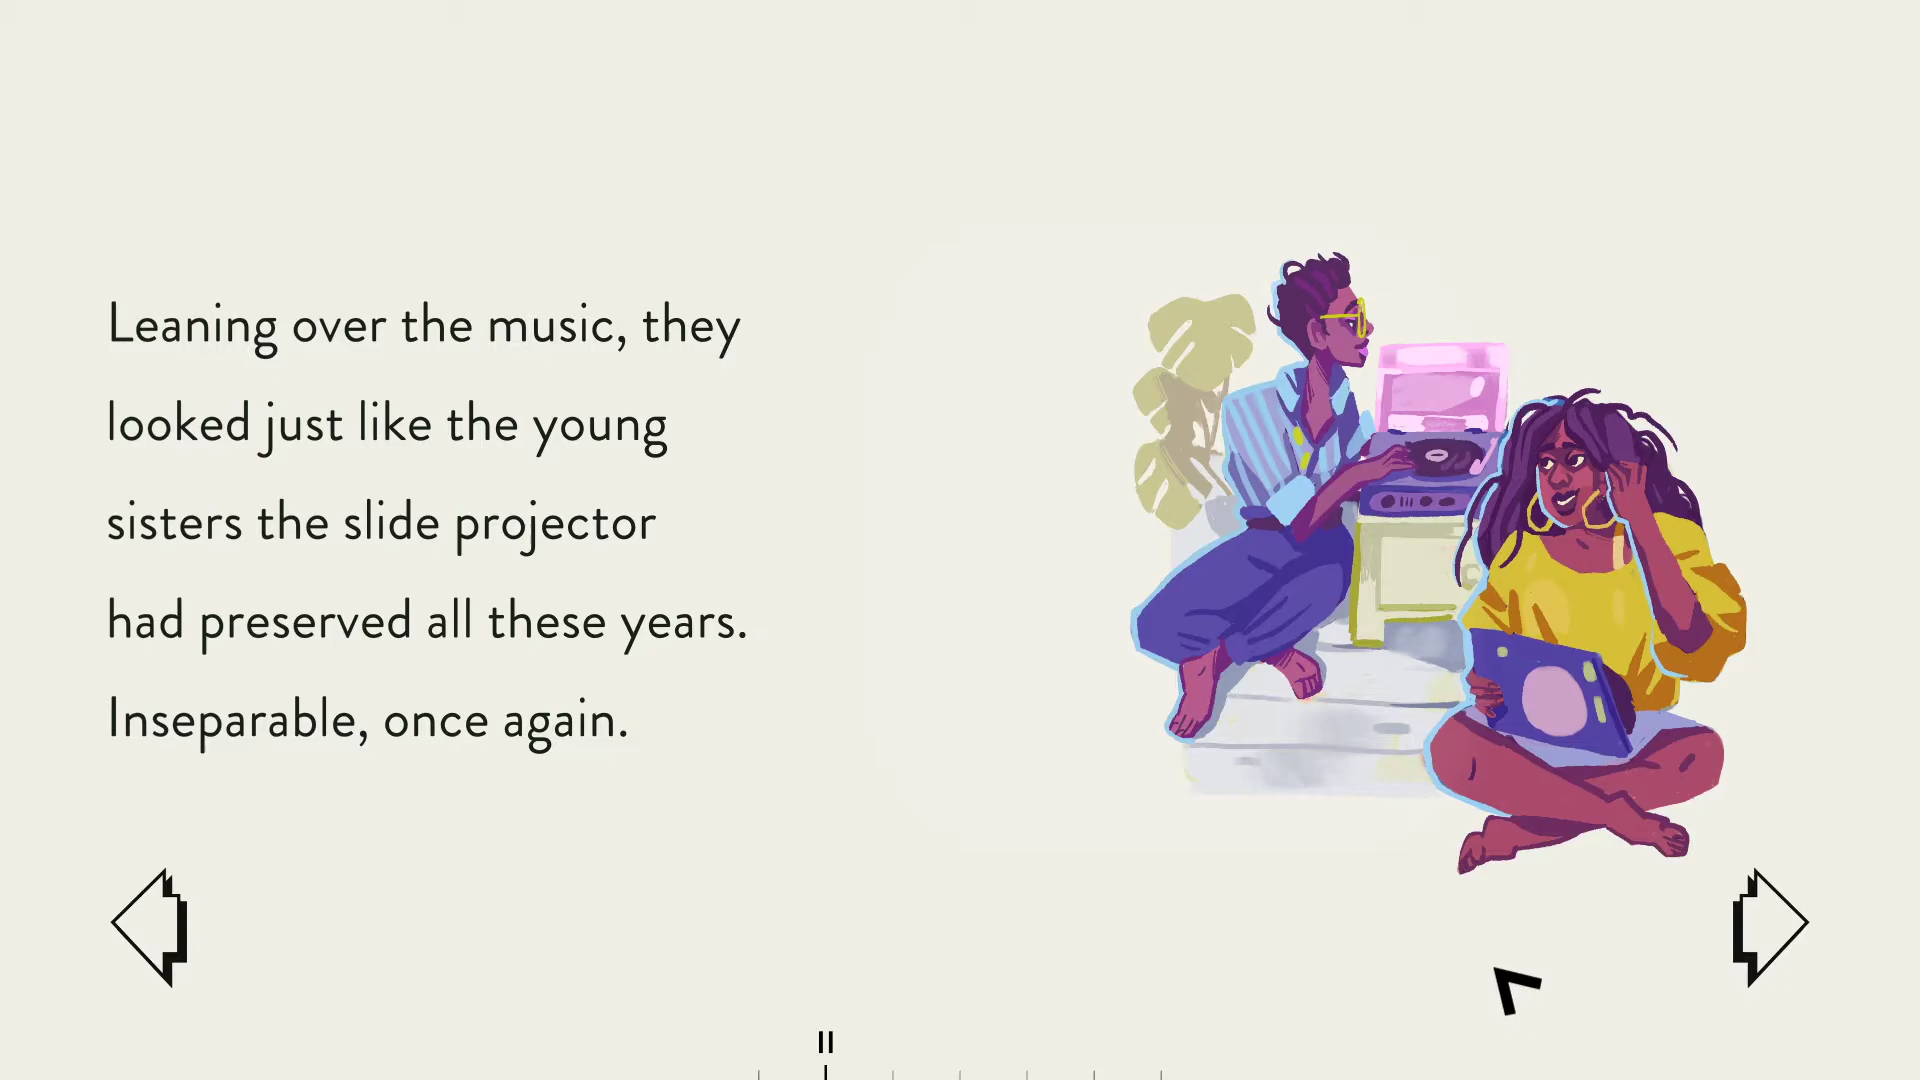 Leaning over the music, they
looked just like the young
sisters the slide projector
had preserved all these years.
Inseparable, once again.
II